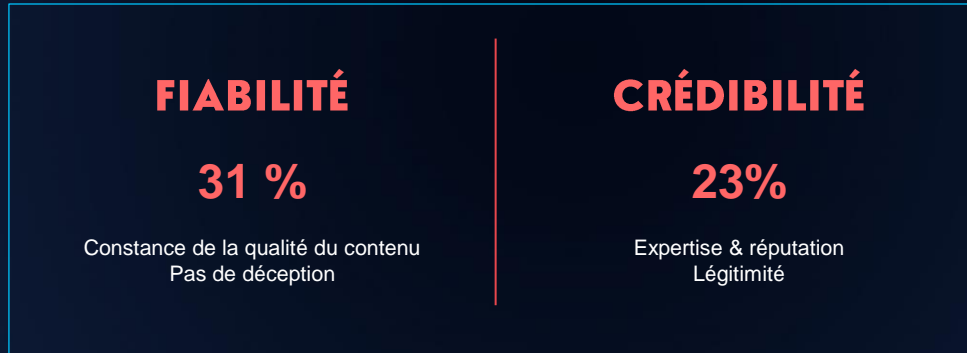 FIABILITÉ
31 %
Constance de la qualité du contenu
Pas de déception
CRÉDIBILITÉ
23%
Expertise & réputation
Légitimité